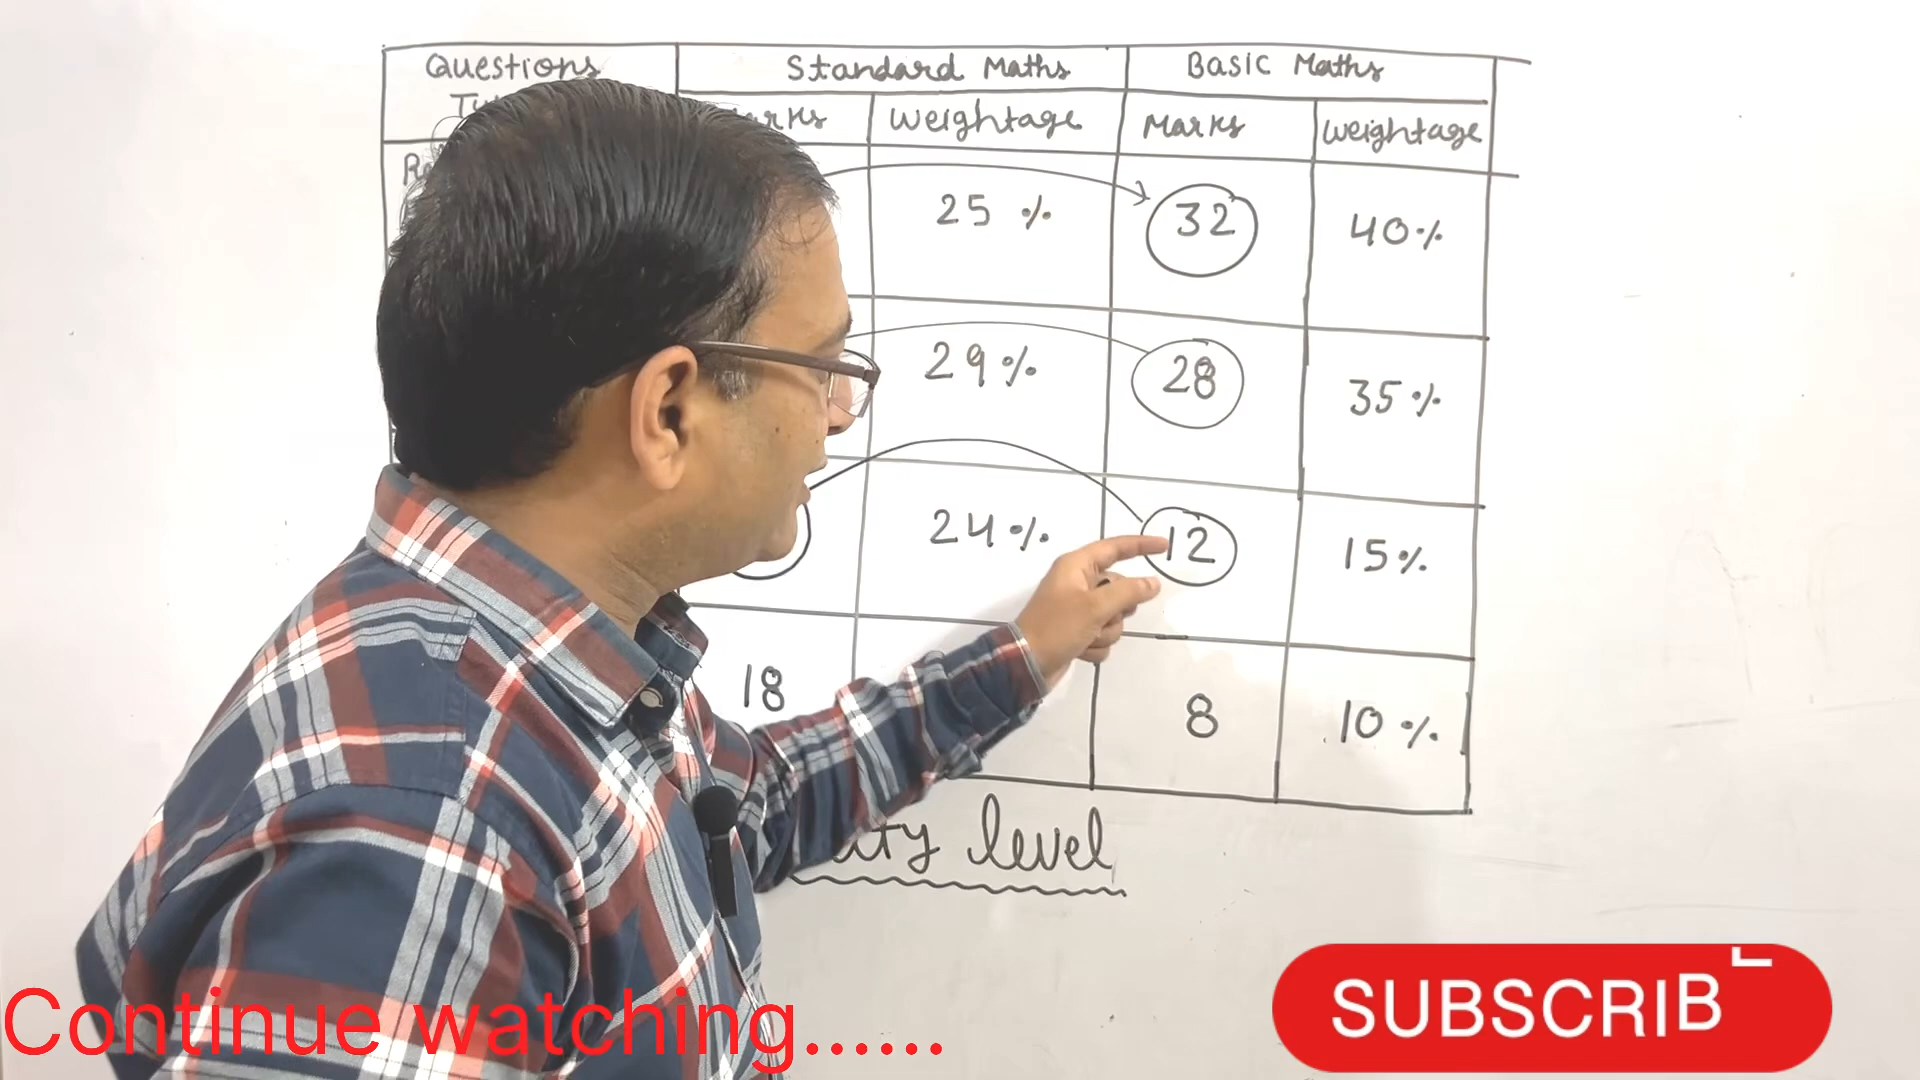 Questions Standard Maths Basic Maths
Weightage Marks Weightage
25 % 32 40%
29% 28 35%
24% 12 15%
18 8 10%
level
Continue watching......
SUBSCRIB